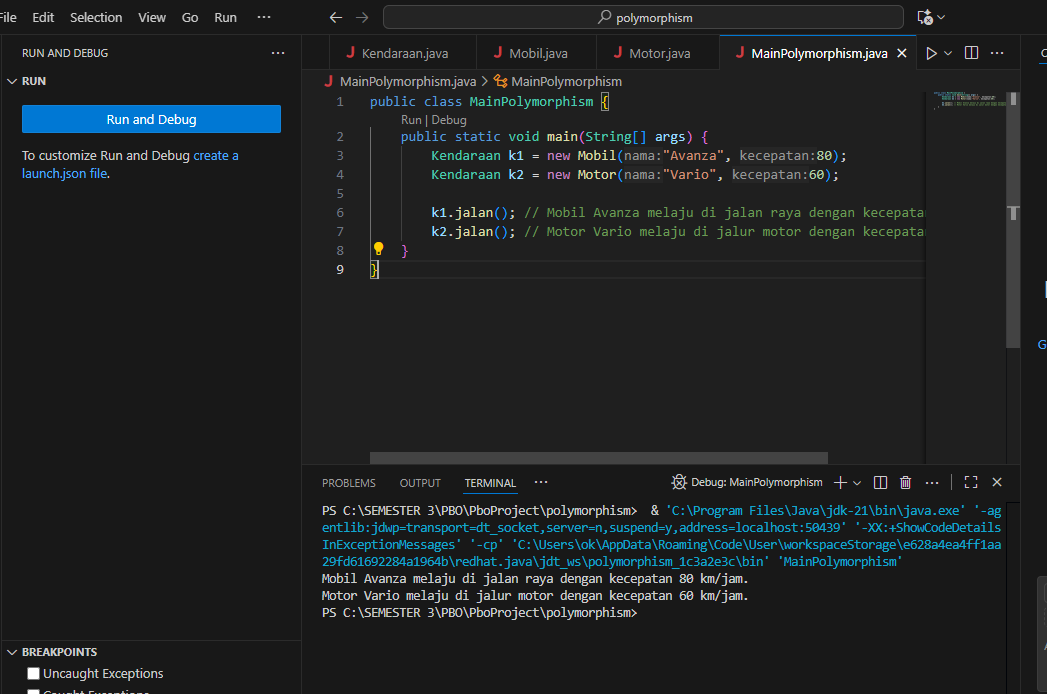 File Edit Selection View Go Run ···
polymorphism
RUN AND DEBUG ···
RUN
Run and Debug
To customize Run and Debug create a
launch.json file.
Kendaraan.java
Mobil.java
Motor.java
MainPolymorphism.java
MainPolymorphism.java > MainPolymorphism
1 public class MainPolymorphism {
Run | Debug
2 public static void main(String[] args) {
3 Kendaraan k1 = new Mobil(nama:"Avanza", kecepatan:80);
4 Kendaraan k2 = new Motor(nama:"Vario", kecepatan:60);
5
6 k1.jalan(); // Mobil Avanza melaju di jalan raya dengan kecepatan
7 k2.jalan(); // Motor Vario melaju di jalur motor dengan kecepatan
8 }
9 }
PROBLEMS OUTPUT TERMINAL ···
Debug: MainPolymorphism
PS C:\SEMESTER 3\PBO\PboProject\polymorphism> & 'C:\Program Files\Java\jdk-21\bin\java.exe' '-ag
entlib:jdwp=transport=dt_socket,server=n,suspend=y,address=localhost:50439' '-XX:+ShowCodeDetails
InExceptionMessages' '-cp' 'C:\Users\ok\AppData\Roaming\Code\User\workspaceStorage\e628a4ea4ff1aa
29fd61692284a1964b\redhat.java\jdt_ws\polymorphism_1c3a2e3c\bin' 'MainPolymorphism'
Mobil Avanza melaju di jalan raya dengan kecepatan 80 km/jam.
Motor Vario melaju di jalur motor dengan kecepatan 60 km/jam.
PS C:\SEMESTER 3\PBO\PboProject\polymorphism>
BREAKPOINTS
Uncaught Exceptions
Caught Exceptions